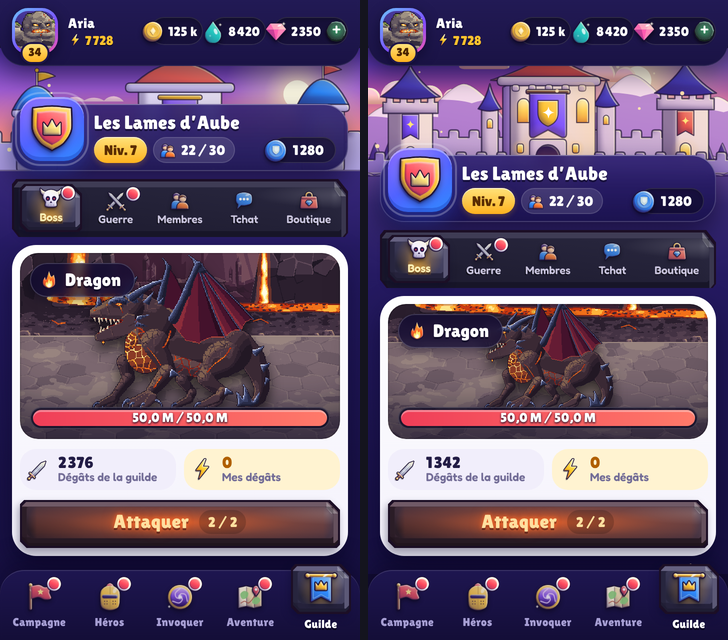 Aria
34
7728
125 k
8420
2350
Les Lames d'Aube
Niv. 7
22 / 30
1280
Boss
Guerre
Membres
Tchat
Boutique
Dragon
50,0 M / 50,0 M
2376
Dégâts de la guilde
0
Mes dégâts
Attaquer 2 / 2
Campagne
Héros
Invoquer
Aventure
Guilde
Aria
34
7728
125 k
8420
2350
Les Lames d'Aube
Niv. 7
22 / 30
1280
Boss
Guerre
Membres
Tchat
Boutique
Dragon
50,0 M / 50,0 M
1342
Dégâts de la guilde
0
Mes dégâts
Attaquer 2 / 2
Campagne
Héros
Invoquer
Aventure
Guilde